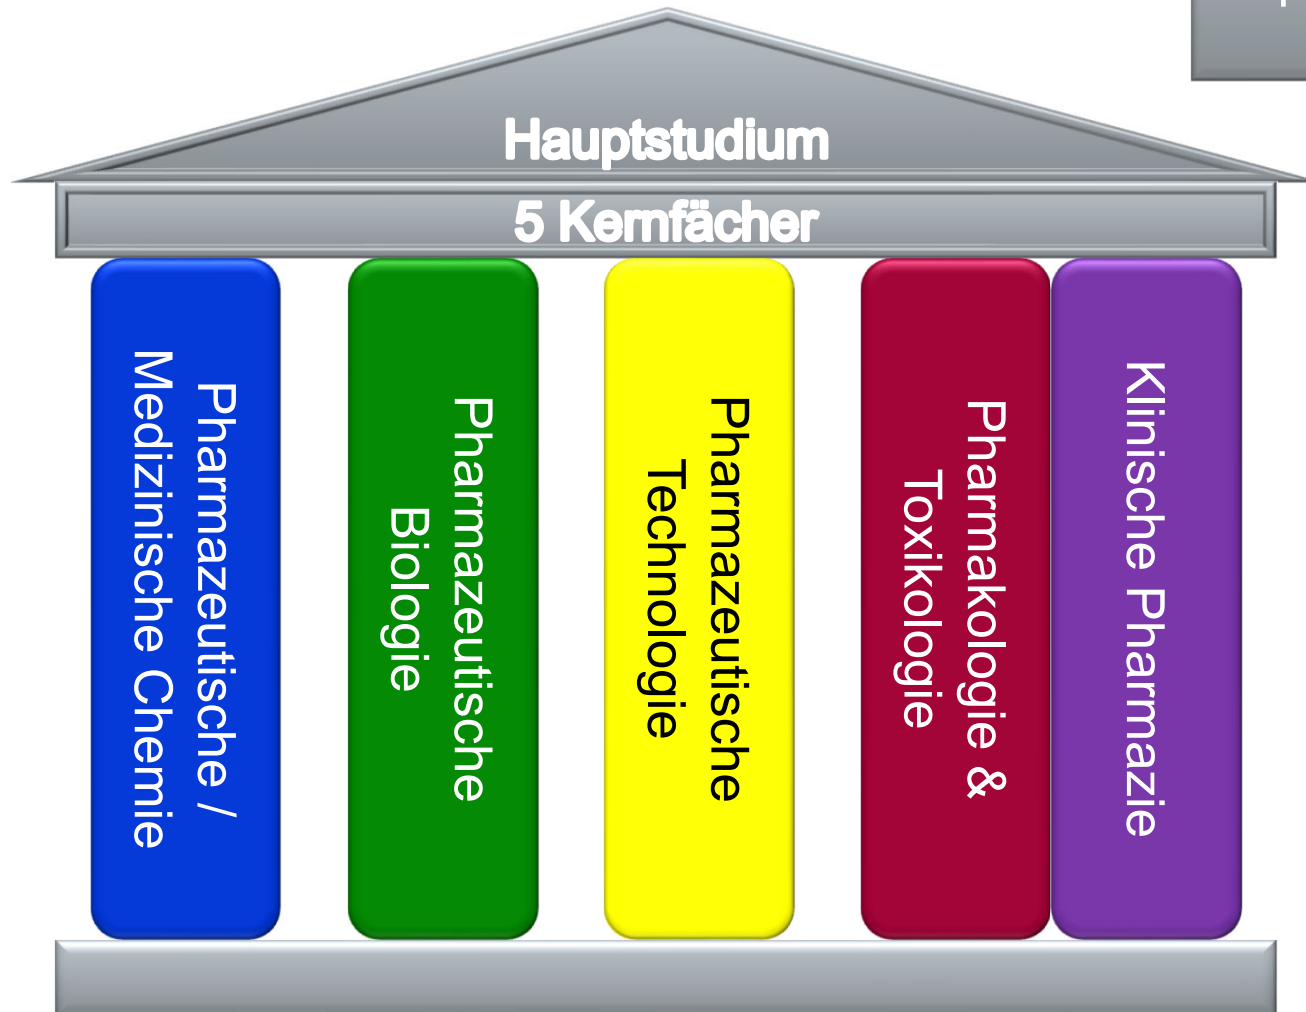 Hauptstudium
5 Kernfächer
Pharmazeutische /
Medizinische Chemie
Pharmazeutische
Biologie
Pharmazeutische
Technologie
Pharmakologie &
Toxikologie
Klinische Pharmazie